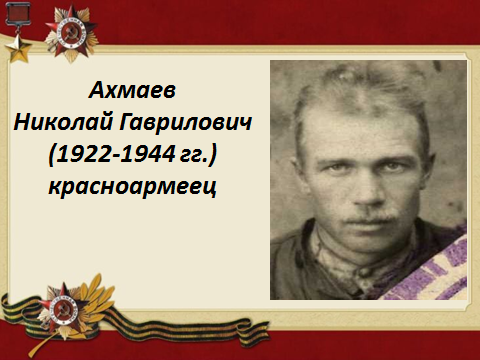 Ахмаев
Николай Гаврилович
(1922-1944 гг.)
красноармеец